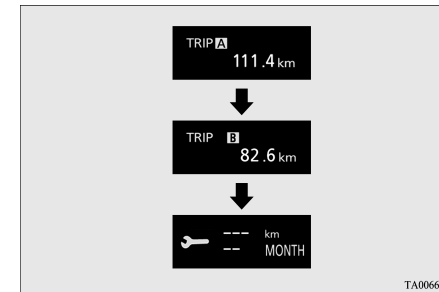 TRIP A
111.4 km
TRIP B
82.6 km
--- km
-- MONTH
TA0066